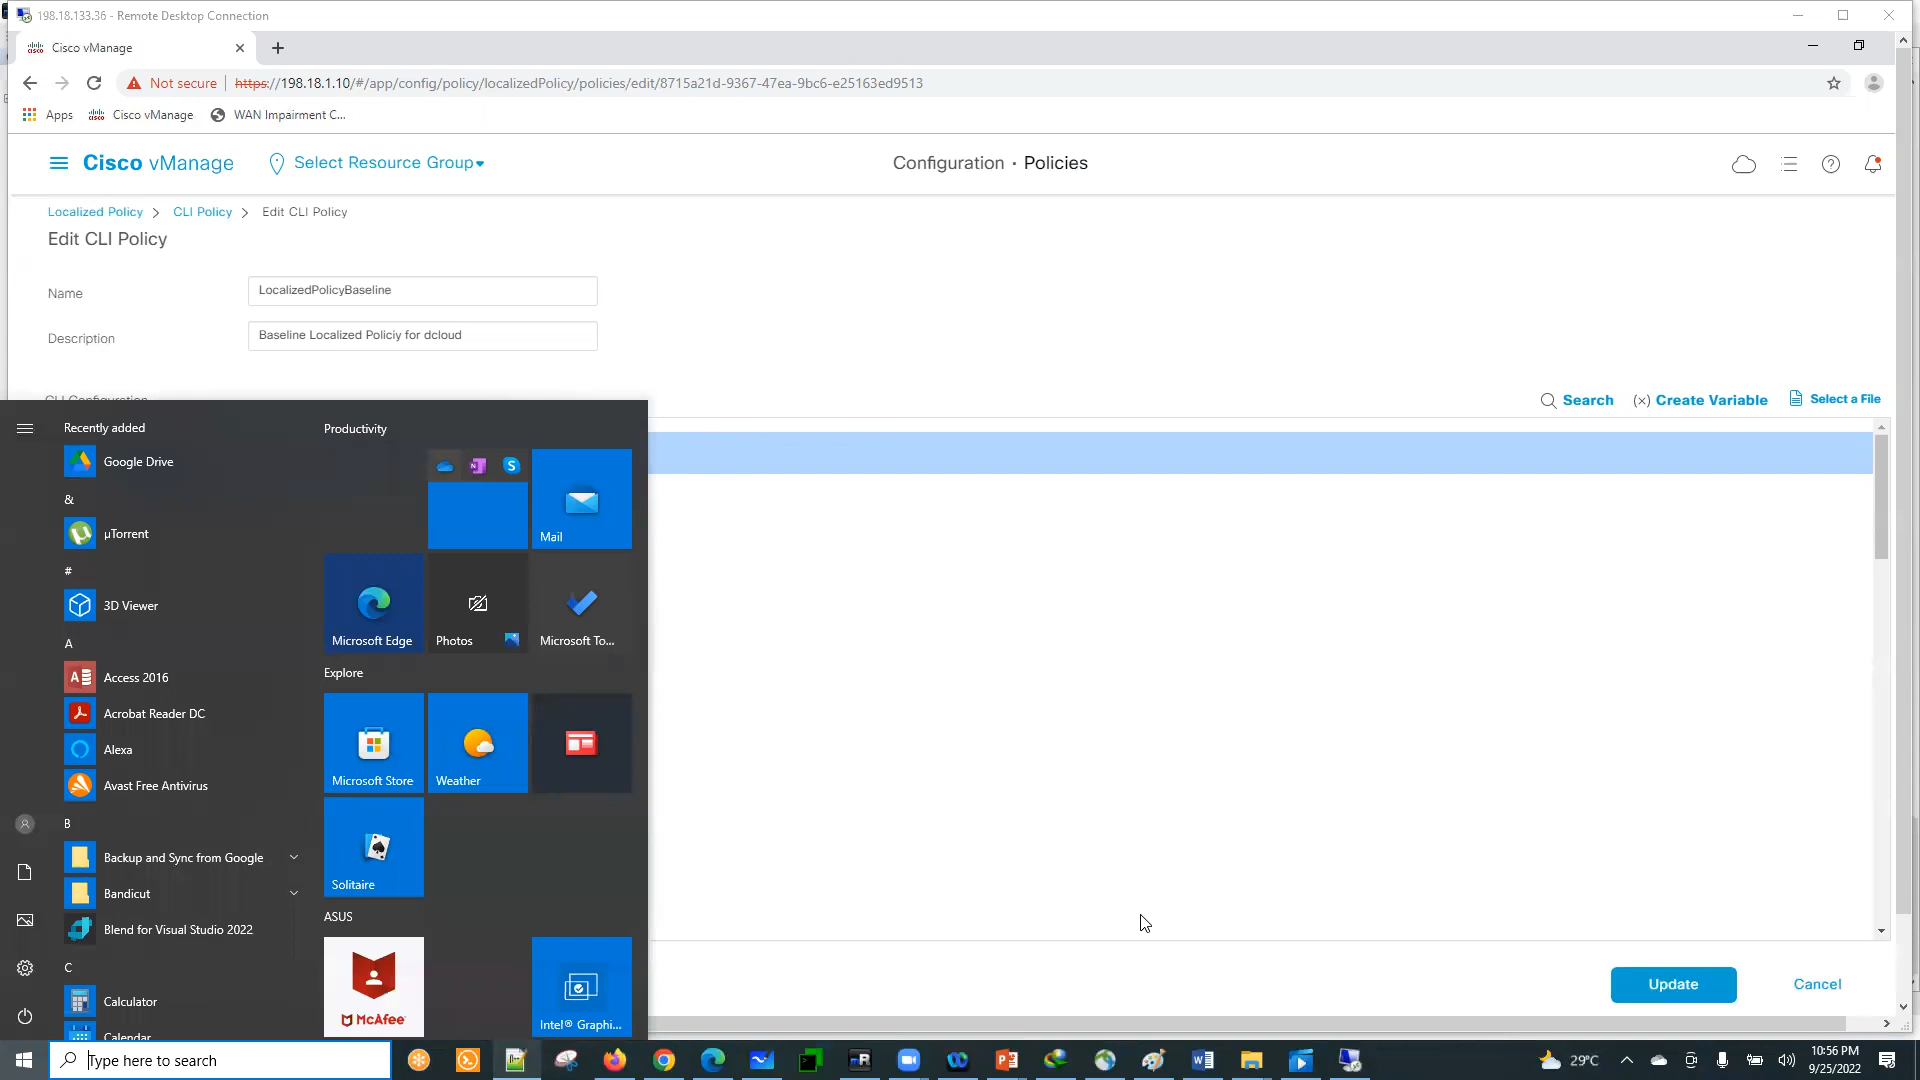 198.18.133.36 - Remote Desktop Connection
Cisco vManage
Not secure
https://198.18.1.10/#/app/config/policy/localizedPolicy/policies/edit/8715a21d-9367-47ea-9bc6-e25163ed9513
Apps
Cisco vManage
WAN Impairment C...
Cisco vManage
Select Resource Group
Configuration · Policies
Localized Policy > CLI Policy > Edit CLI Policy
Edit CLI Policy
Name
LocalizedPolicyBaseline
Description
Baseline Localized Policiy for dcloud
CLI Configuration
Search
(x) Create Variable
Select a File
Recently added
Google Drive
&
µTorrent
#
3D Viewer
A
Access 2016
Acrobat Reader DC
Alexa
Avast Free Antivirus
B
Backup and Sync from Google
Bandicut
Blend for Visual Studio 2022
C
Calculator
Calendar
Productivity
Mail
Microsoft Edge
Photos
Microsoft To...
Explore
Microsoft Store
Weather
Solitaire
ASUS
McAfee
Intel® Graphi...
Update
Cancel
Type here to search
29°C
10:56 PM
9/25/2022